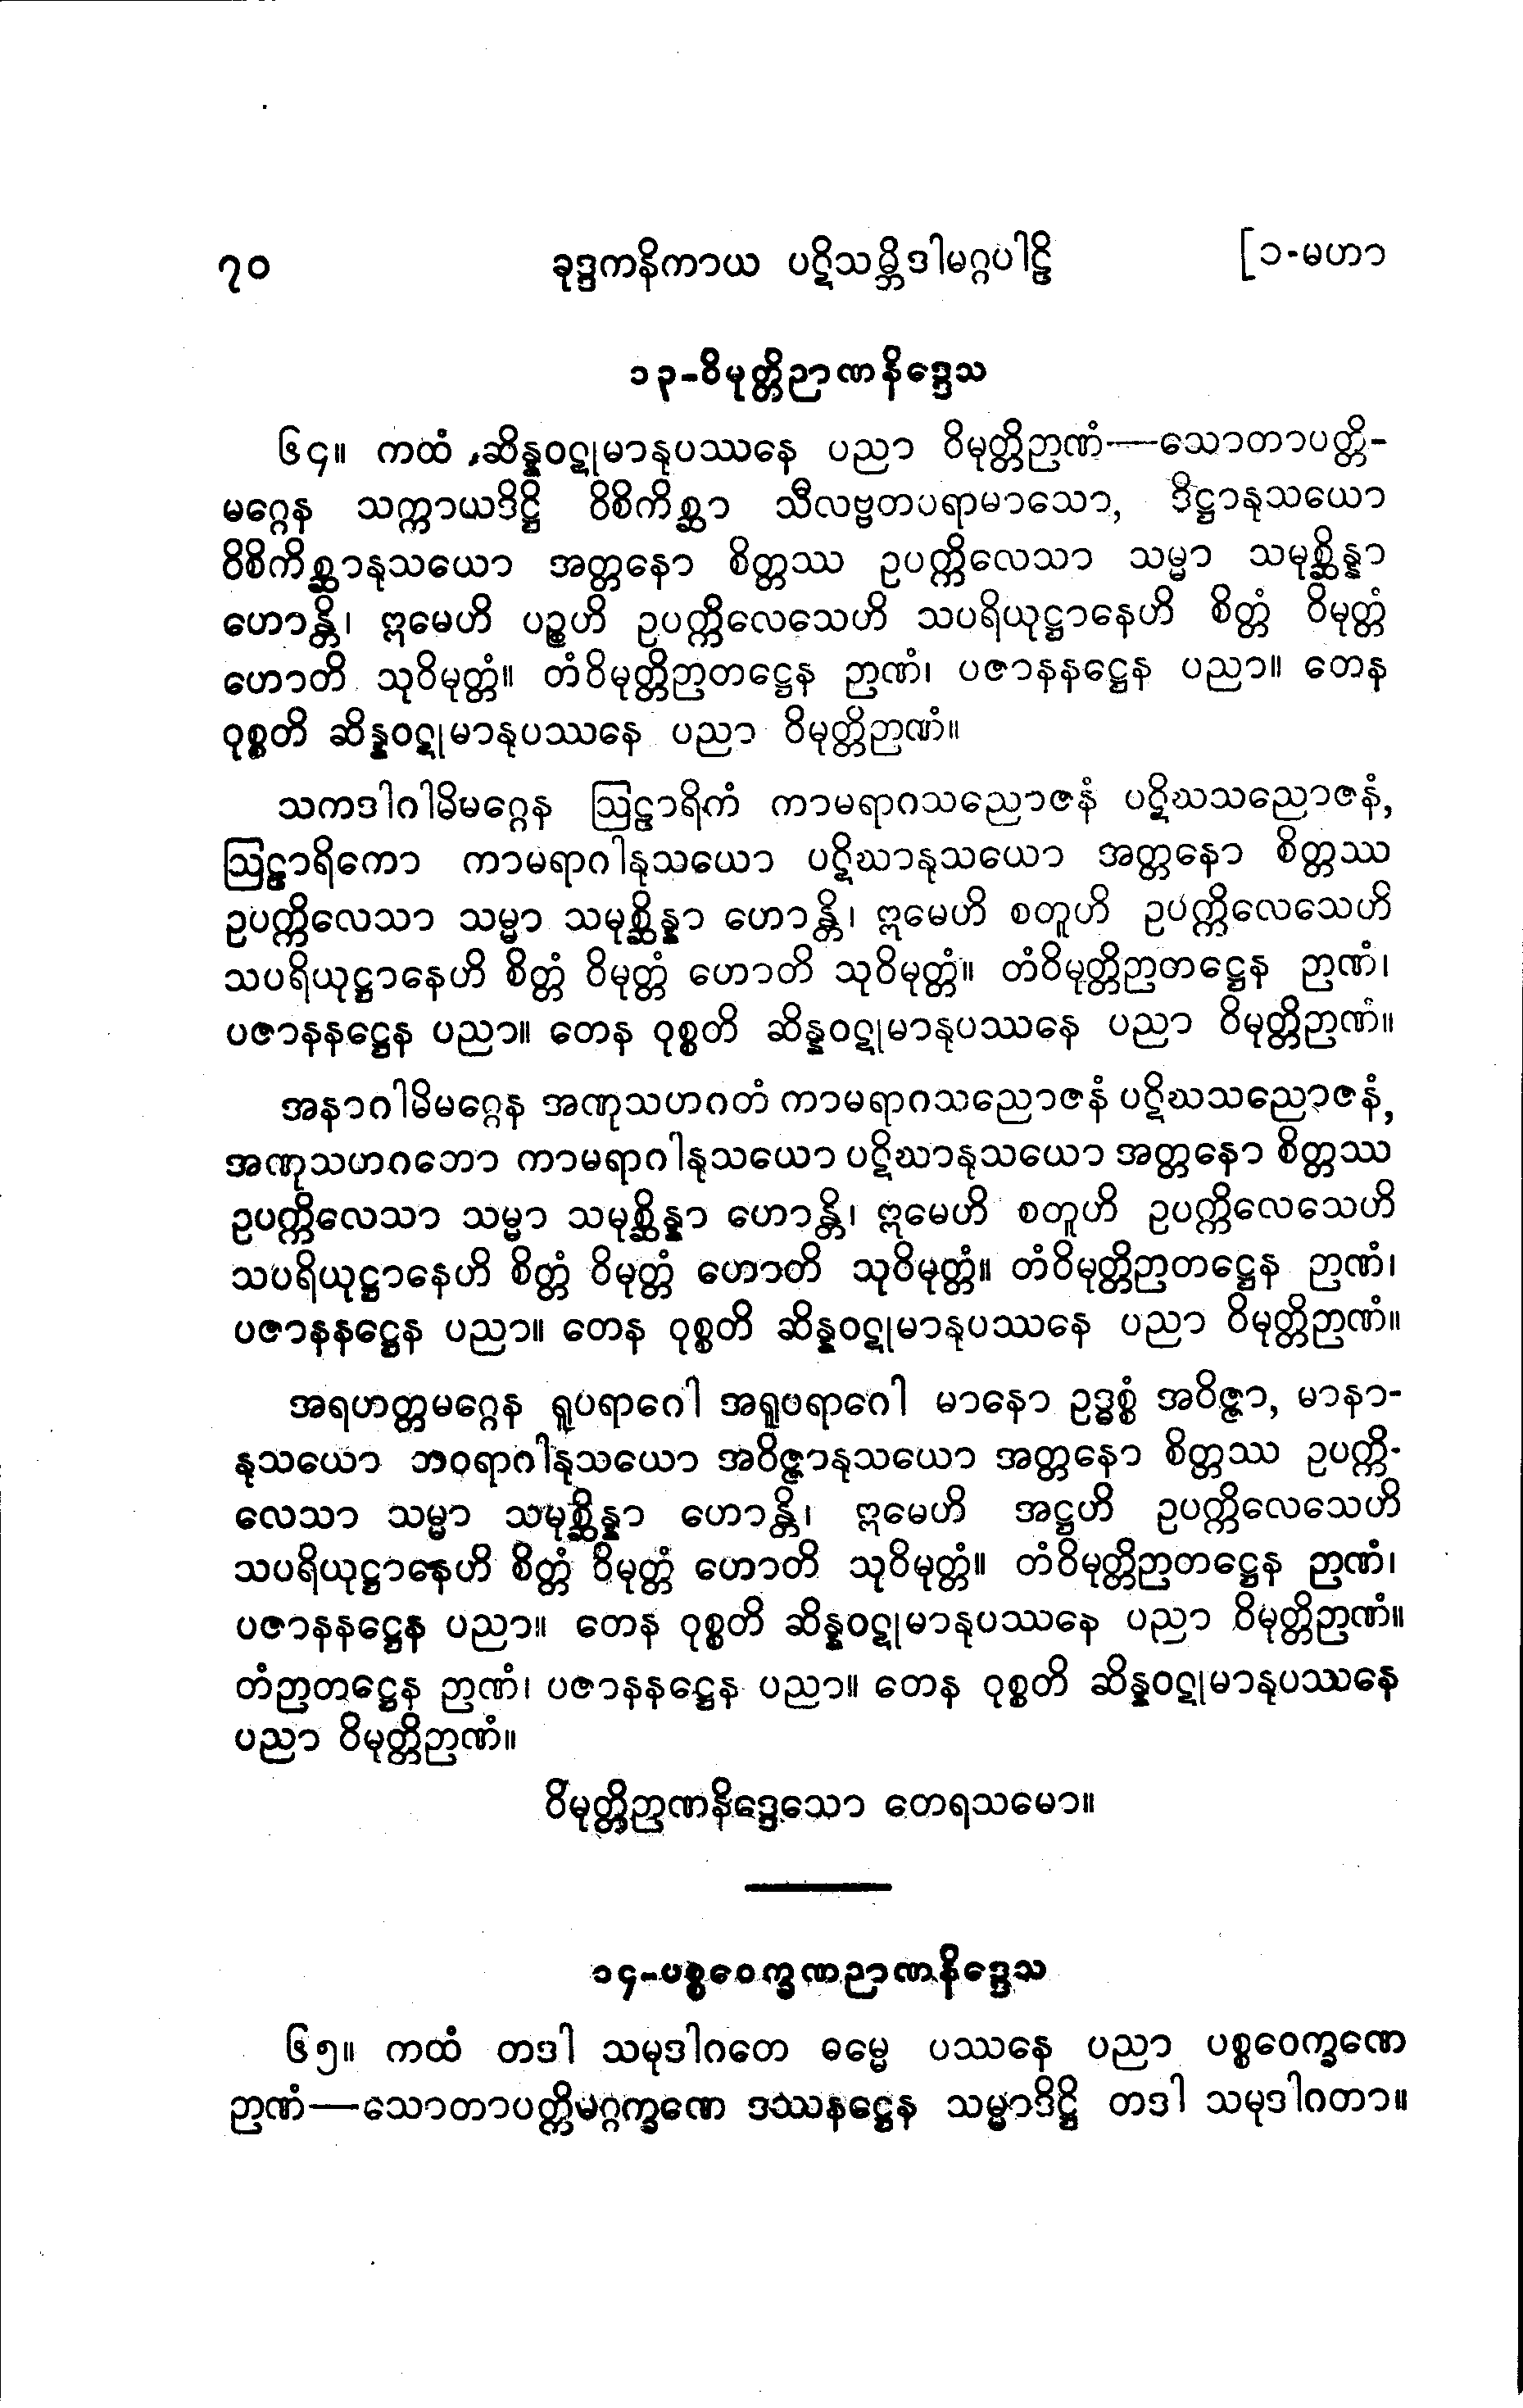 ၇၀ ခုဒ္ဒကနိကာယ ပဋိသမ္ဘိဒါမဂ္ဂပါဠိ [၁-မဟာ
၁၃-ဝိမုတ္တိဉာဏနိဒ္ဒေသ
၆၄။ ကထံ ဆိန္နဝဋုမာနုပဿနေ ပညာ ဝိမုတ္တိဉာဏံ—သောတာပတ္တိ-
မဂ္ဂေန သက္ကာယဒိဋ္ဌိ ဝိစိကိစ္ဆာ သီလဗ္ဗတပရာမာသော, ဒိဋ္ဌာနုသယော
ဝိစိကိစ္ဆာနုသယော အတ္တနော စိတ္တဿ ဥပက္ကိလေသာ သမ္မာ သမုစ္ဆိန္နာ
ဟောန္တိ၊ ဣမေဟိ ပဉ္စဟိ ဥပက္ကိလေသေဟိ သပရိယုဋ္ဌာနေဟိ စိတ္တံ ဝိမုတ္တံ
ဟောတိ သုဝိမုတ္တံ။ တံဝိမုတ္တိဉာတဋ္ဌေန ဉာဏံ၊ ပဇာနနဋ္ဌေန ပညာ။ တေန
ဝုစ္စတိ ဆိန္နဝဋုမာနုပဿနေ ပညာ ဝိမုတ္တိဉာဏံ။
သကဒါဂါမိမဂ္ဂေန ဩဠာရိကံ ကာမရာဂသညောဇနံ ပဋိဃသညောဇနံ,
ဩဠာရိကော ကာမရာဂါနုသယော ပဋိဃာနုသယော အတ္တနော စိတ္တဿ
ဥပက္ကိလေသာ သမ္မာ သမုစ္ဆိန္နာ ဟောန္တိ၊ ဣမေဟိ စတူဟိ ဥပက္ကိလေသေဟိ
သပရိယုဋ္ဌာနေဟိ စိတ္တံ ဝိမုတ္တံ ဟောတိ သုဝိမုတ္တံ။ တံဝိမုတ္တိဉာတဋ္ဌေန ဉာဏံ၊
ပဇာနနဋ္ဌေန ပညာ။ တေန ဝုစ္စတိ ဆိန္နဝဋုမာနုပဿနေ ပညာ ဝိမုတ္တိဉာဏံ။
အနာဂါမိမဂ္ဂေန အဏုသဟဂတံ ကာမရာဂသညောဇနံ ပဋိဃသညောဇနံ,
အဏုသဟဂတော ကာမရာဂါနုသယော ပဋိဃာနုသယော အတ္တနော စိတ္တဿ
ဥပက္ကိလေသာ သမ္မာ သမုစ္ဆိန္နာ ဟောန္တိ၊ ဣမေဟိ စတူဟိ ဥပက္ကိလေသေဟိ
သပရိယုဋ္ဌာနေဟိ စိတ္တံ ဝိမုတ္တံ ဟောတိ သုဝိမုတ္တံ။ တံဝိမုတ္တိဉာတဋ္ဌေန ဉာဏံ၊
ပဇာနနဋ္ဌေန ပညာ။ တေန ဝုစ္စတိ ဆိန္နဝဋုမာနုပဿနေ ပညာ ဝိမုတ္တိဉာဏံ။
အရဟတ္တမဂ္ဂေန ရူပရာဂေါ အရူပရာဂေါ မာနော ဥဒ္ဓစ္စံ အဝိဇ္ဇာ, မာနာ-
နုသယော ဘဝရာဂါနုသယော အဝိဇ္ဇာနုသယော အတ္တနော စိတ္တဿ ဥပက္ကိ-
လေသာ သမ္မာ သမုစ္ဆိန္နာ ဟောန္တိ၊ ဣမေဟိ အဋ္ဌဟိ ဥပက္ကိလေသေဟိ
သပရိယုဋ္ဌာနေဟိ စိတ္တံ ဝိမုတ္တံ ဟောတိ သုဝိမုတ္တံ။ တံဝိမုတ္တိဉာတဋ္ဌေန ဉာဏံ၊
ပဇာနနဋ္ဌေန ပညာ။ တေန ဝုစ္စတိ ဆိန္နဝဋုမာနုပဿနေ ပညာ ဝိမုတ္တိဉာဏံ။
တံဉာတဋ္ဌေန ဉာဏံ၊ ပဇာနနဋ္ဌေန ပညာ။ တေန ဝုစ္စတိ ဆိန္နဝဋုမာနုပဿနေ
ပညာ ဝိမုတ္တိဉာဏံ။
ဝိမုတ္တိဉာဏနိဒ္ဒေသော တေရသမော။
၁၄-ပစ္စဝေက္ခဏဉာဏနိဒ္ဒေသ
၆၅။ ကထံ တဒါ သမုဒါဂတေ ဓမ္မေ ပဿနေ ပညာ ပစ္စဝေက္ခဏေ
ဉာဏံ—သောတာပတ္တိမဂ္ဂက္ခဏေ ဒဿနဋ္ဌေန သမ္မာဒိဋ္ဌိ တဒါ သမုဒါဂတာ။